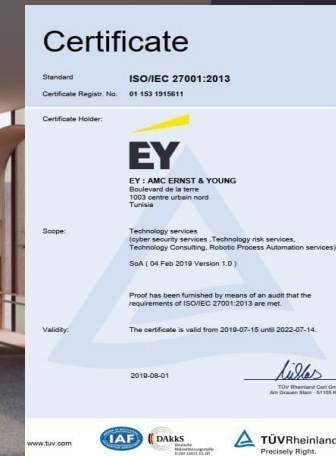 Certificate
Standard ISO/IEC 27001:2013
Certificate Registr. No. 01 153 1915611
Certificate Holder:
EY
EY : AMC ERNST & YOUNG
Boulevard de la terre
1003 centre urbain nord
Tunisia
Scope: Technology services
(cyber security services ,Technology risk services,
Technology Consulting, Robotic Process Automation services)
SoA ( 04 Feb 2019 Version 1.0 )
Proof has been furnished by means of an audit that the
requirements of ISO/IEC 27001:2013 are met.
Validity: The certificate is valid from 2019-07-15 until 2022-07-14.
2019-08-01
TÜV Rheinland Cert
Am Grauen Stein · 51105
www.tuv.com
IAF
DAkkS
Deutsche
Akkreditierungsstelle
TÜVRheinland
Precisely Right.